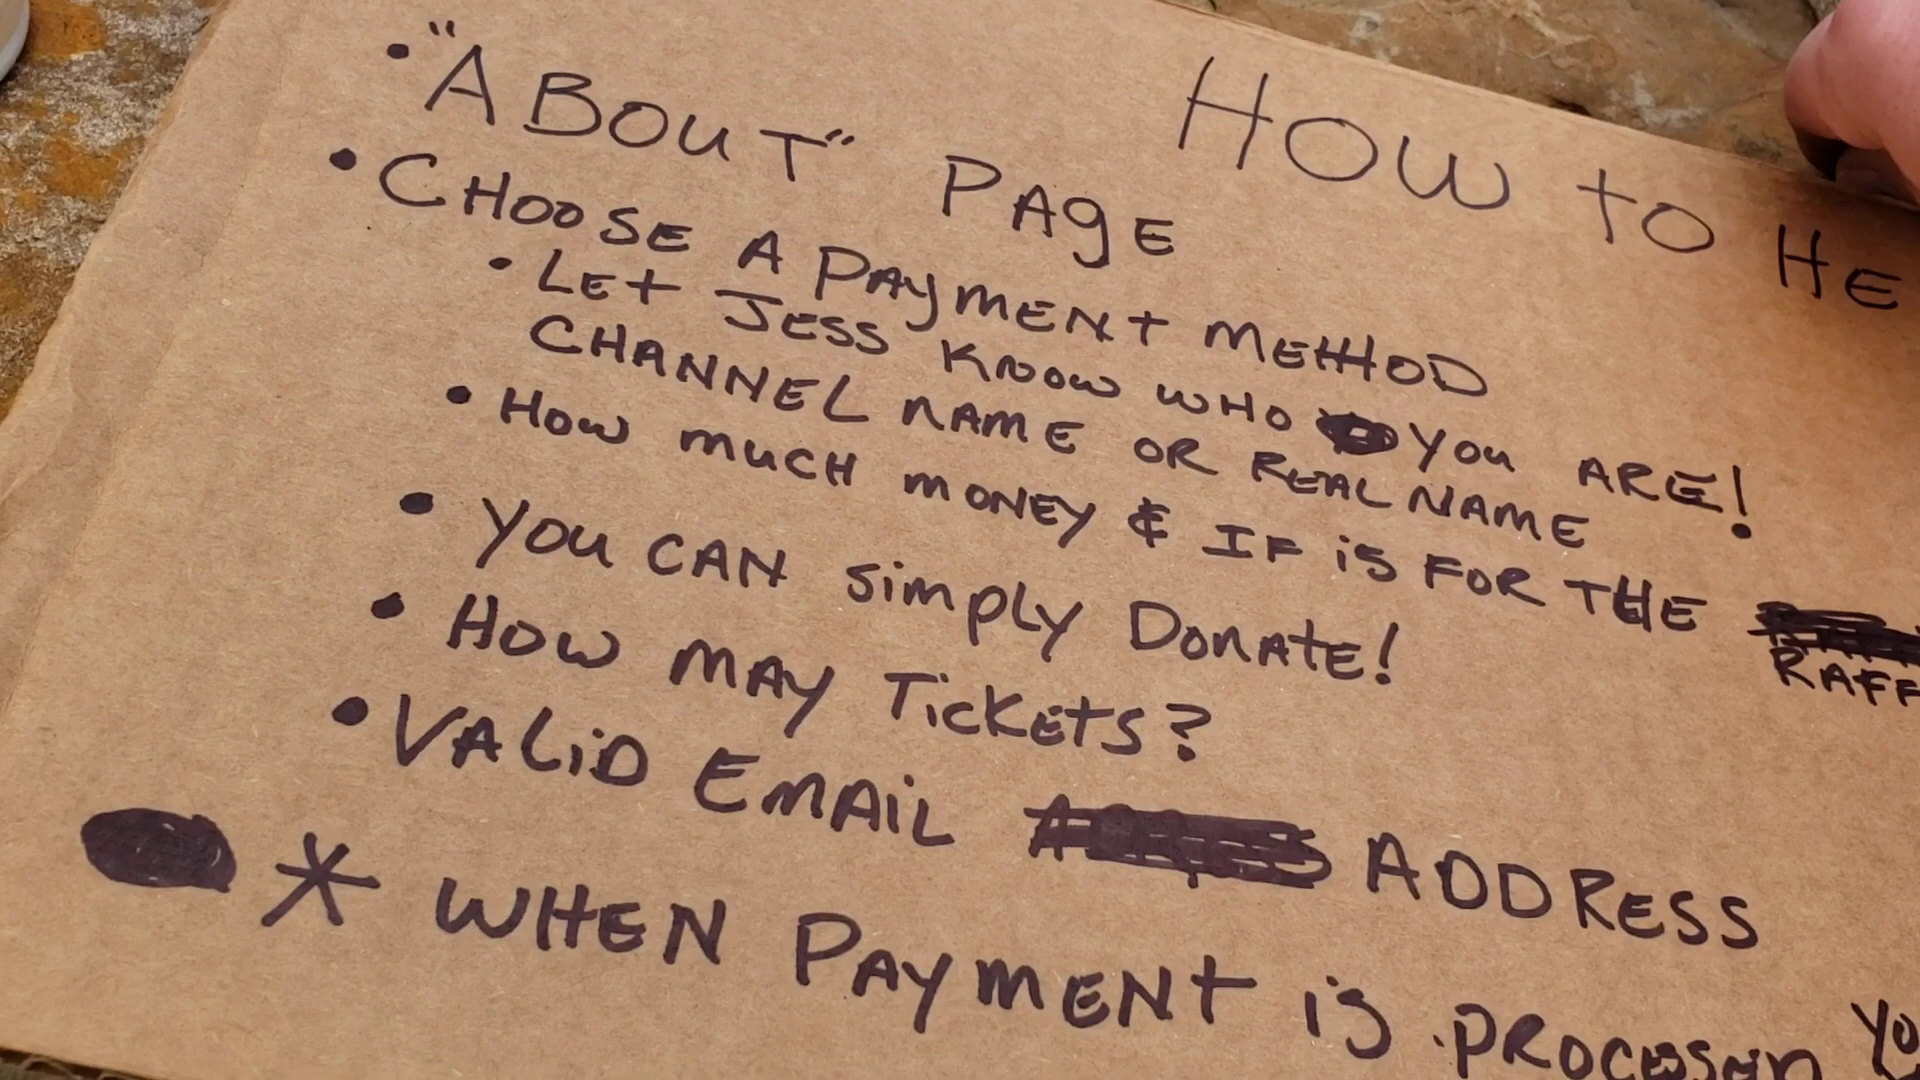 HOW TO HE
• "ABOUT" PAGE
• CHOOSE A PAYMENT METHOD
• LET JESS KNOW WHO YOU ARE!
CHANNEL NAME OR REAL NAME
• HOW MUCH MONEY & IF iS FOR THE
RAFF
• YOU CAN SimpLy DONATE!
• HOW MAY TiCKETS?
• VALiD EMAiL ADDRESS
* WHEN PAYMENT iS PROCESSED YO